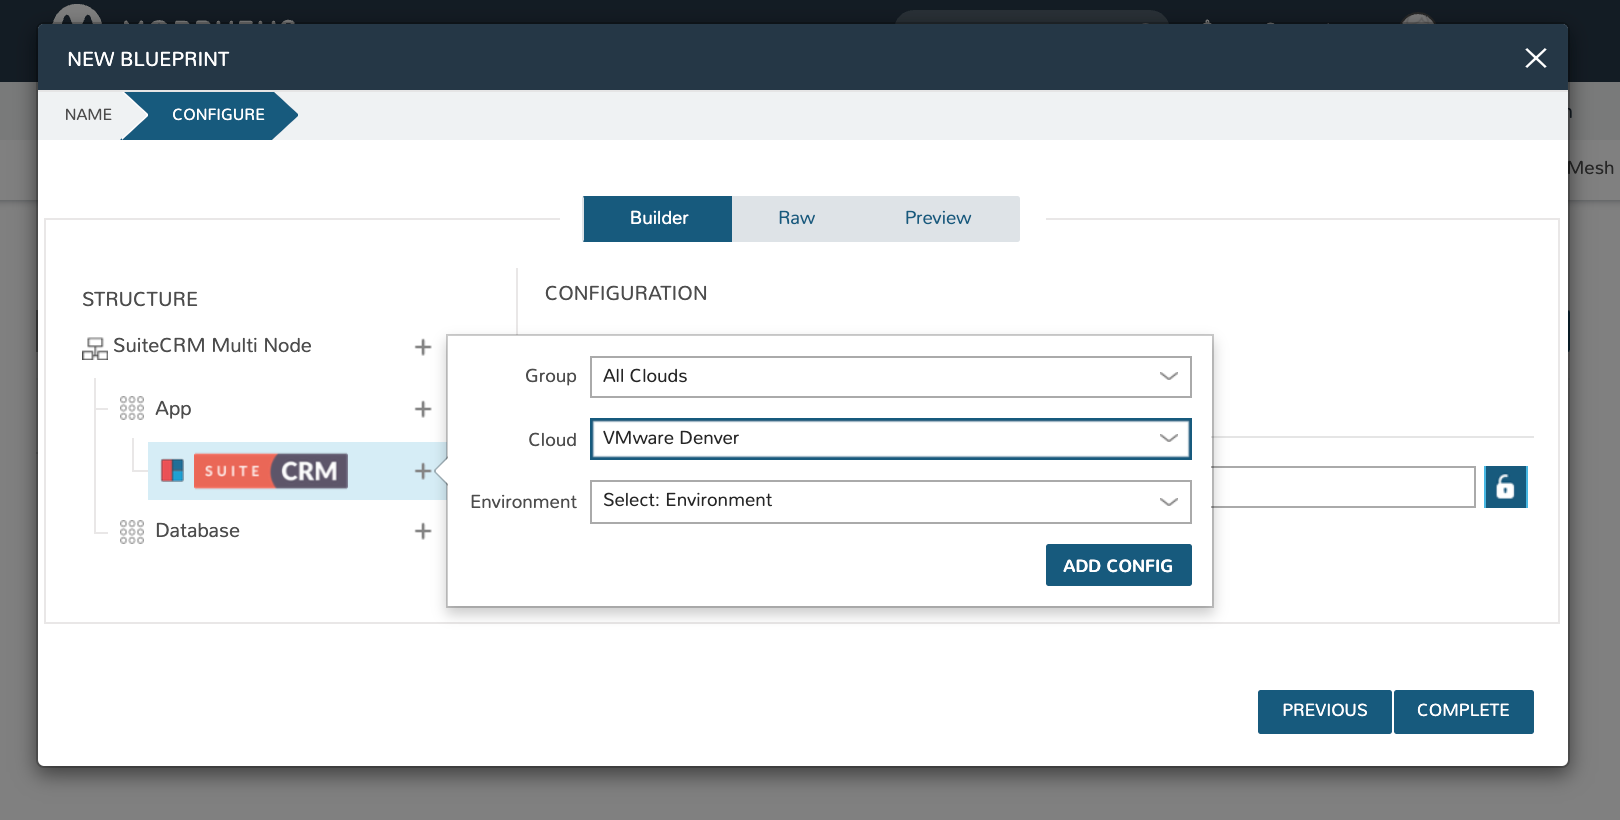 NEW BLUEPRINT
NAME
CONFIGURE
Mesh
Builder
Raw
Preview
STRUCTURE
CONFIGURATION
SuiteCRM Multi Node
App
SUITE CRM
Database
Group
All Clouds
Cloud
VMware Denver
Environment
Select: Environment
ADD CONFIG
PREVIOUS
COMPLETE